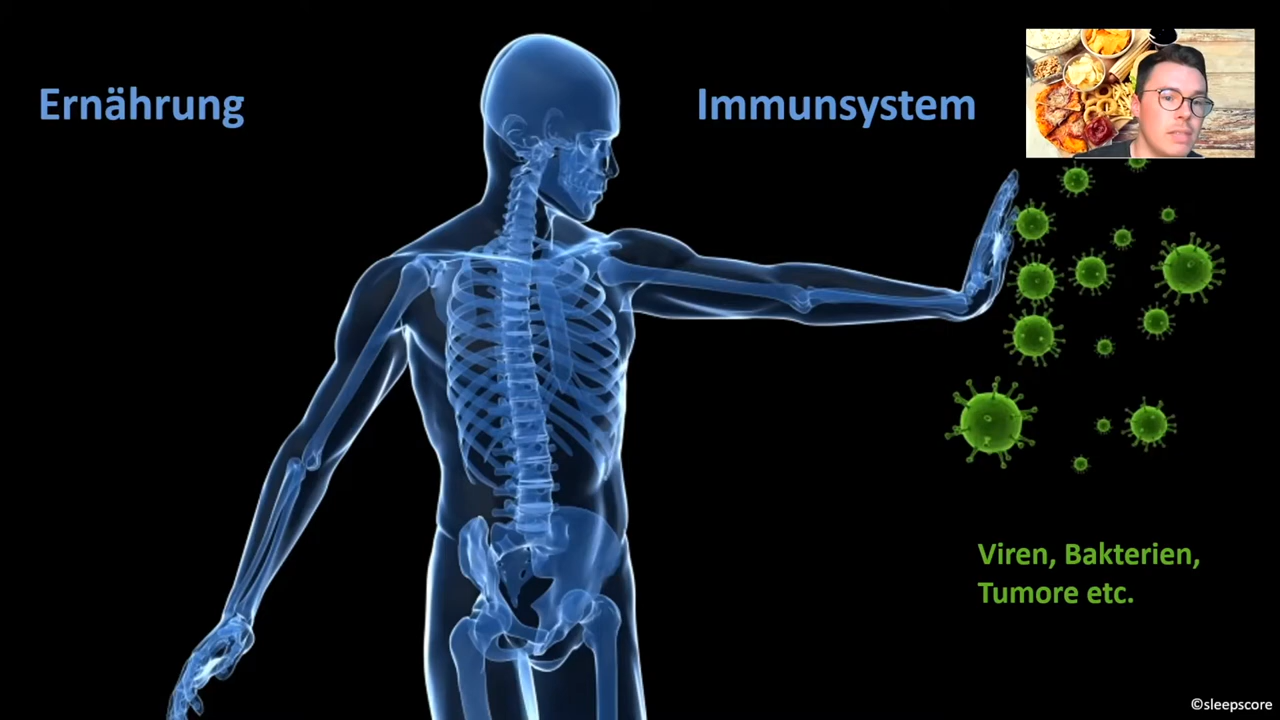 Ernährung
Immunsystem
Viren, Bakterien,
Tumore etc.
©sleepscore